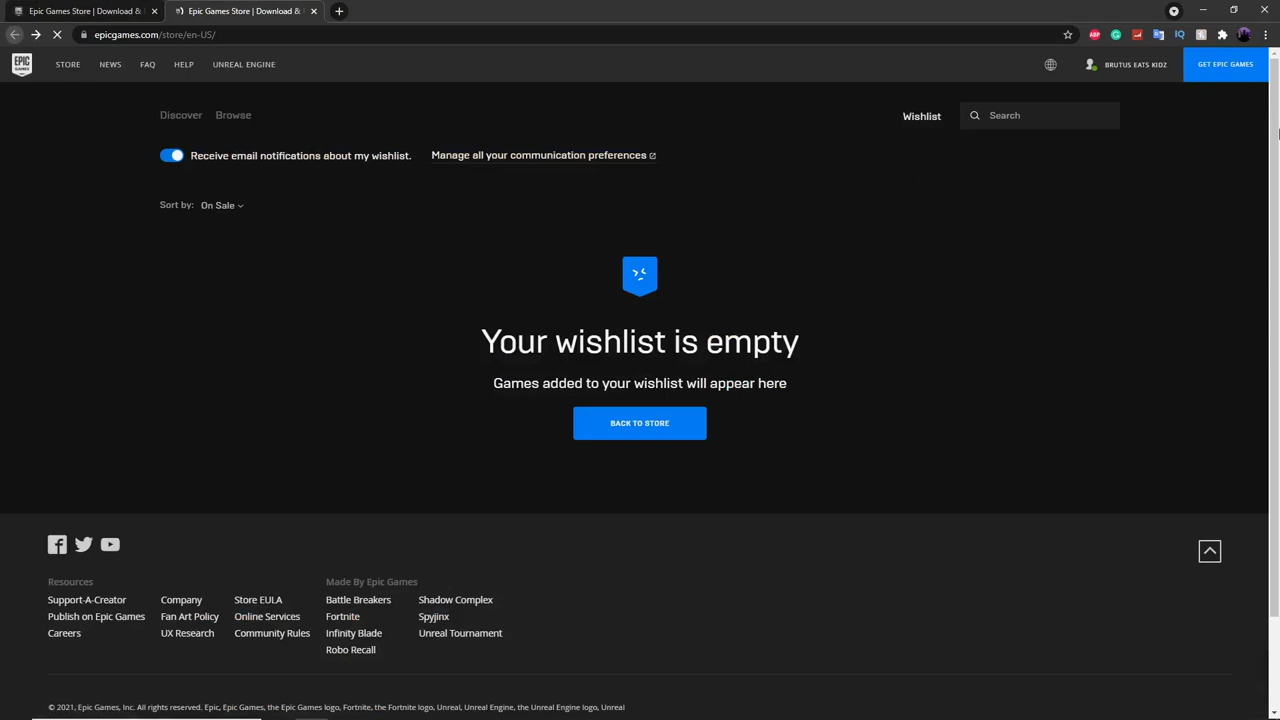 Epic Games Store | Download &
Epic Games Store | Download &
epicgames.com/store/en-US/
ABP
IQ
EPIC GAMES
STORE NEWS FAQ HELP UNREAL ENGINE
BRUTUS EATS KIDZ
GET EPIC GAMES
Discover Browse
Wishlist
Search
Receive email notifications about my wishlist.
Manage all your communication preferences
Sort by: On Sale
Your wishlist is empty
Games added to your wishlist will appear here
BACK TO STORE
Resources
Support-A-Creator Company Store EULA
Publish on Epic Games Fan Art Policy Online Services
Careers UX Research Community Rules
Made By Epic Games
Battle Breakers Shadow Complex
Fortnite Spyjinx
Infinity Blade Unreal Tournament
Robo Recall
© 2021, Epic Games, Inc. All rights reserved. Epic, Epic Games, the Epic Games logo, Fortnite, the Fortnite logo, Unreal, Unreal Engine, the Unreal Engine logo, Unreal